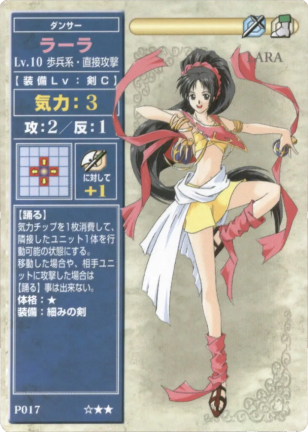 ダンサー
ラーラ
Lv.10 歩兵系・直接攻撃
【装備Lv：剣C】
気力：3
攻：2／反：1
に対して
+1
LARA
【踊る】
気力チップを1枚消費して、
隣接したユニット1体を行
動可能の状態にする。
移動した場合や、相手ユニ
ットに攻撃した場合は
【踊る】事は出来ない。
体格：★
装備：細みの剣
P017
☆★★